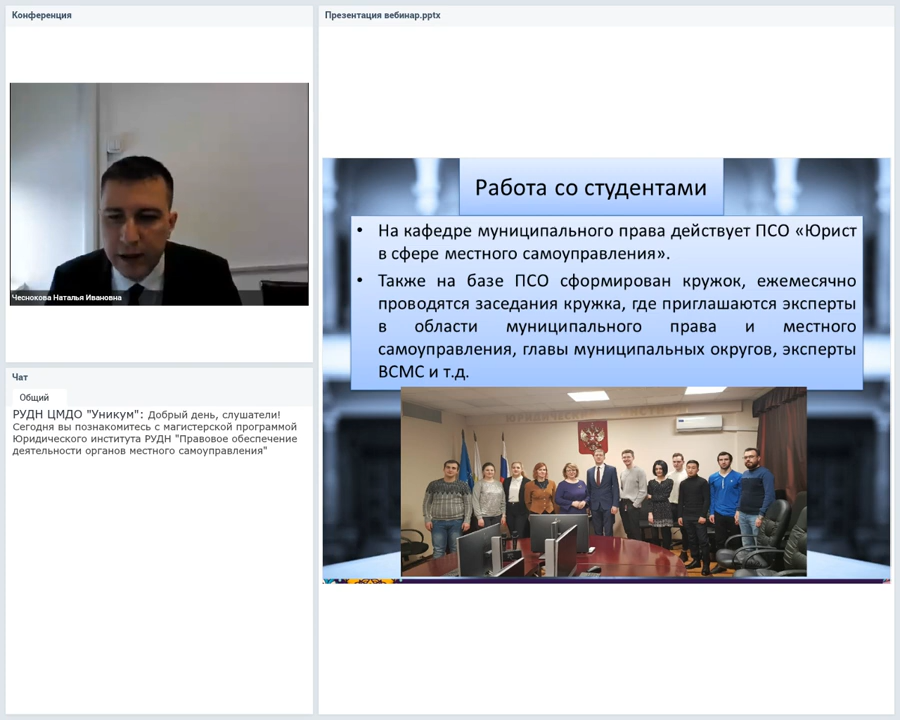 Конференция
Чеснокова Наталья Ивановна
Чат
Общий
РУДН ЦМДО "Уникум": Добрый день, слушатели!
Сегодня вы познакомитесь с магистерской программой
Юридического института РУДН "Правовое обеспечение
деятельности органов местного самоуправления"
Презентация вебинар.pptx
Работа со студентами
• На кафедре муниципального права действует ПСО «Юрист
в сфере местного самоуправления».
• Также на базе ПСО сформирован кружок, ежемесячно
проводятся заседания кружка, где приглашаются эксперты
в области муниципального права и местного
самоуправления, главы муниципальных округов, эксперты
ВСМС и т.д.